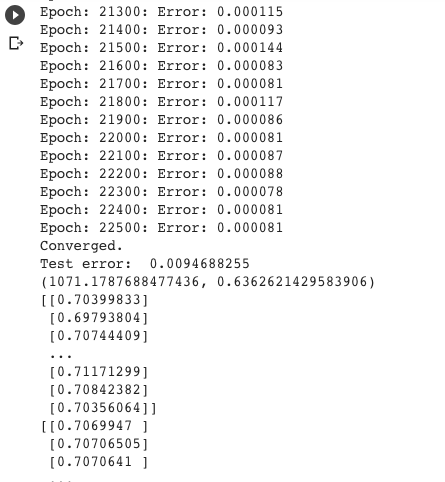 Epoch: 21300: Error: 0.000115
Epoch: 21400: Error: 0.000093
Epoch: 21500: Error: 0.000144
Epoch: 21600: Error: 0.000083
Epoch: 21700: Error: 0.000081
Epoch: 21800: Error: 0.000117
Epoch: 21900: Error: 0.000086
Epoch: 22000: Error: 0.000081
Epoch: 22100: Error: 0.000087
Epoch: 22200: Error: 0.000088
Epoch: 22300: Error: 0.000078
Epoch: 22400: Error: 0.000081
Epoch: 22500: Error: 0.000081
Converged.
Test error:  0.0094688255
(1071.1787688477436, 0.6362621429583906)
[[0.70399833]
 [0.69793804]
 [0.70744409]
 ...
 [0.71171299]
 [0.70842382]
 [0.70356064]]
[[0.7069947 ]
 [0.70706505]
 [0.7070641 ]
 ...